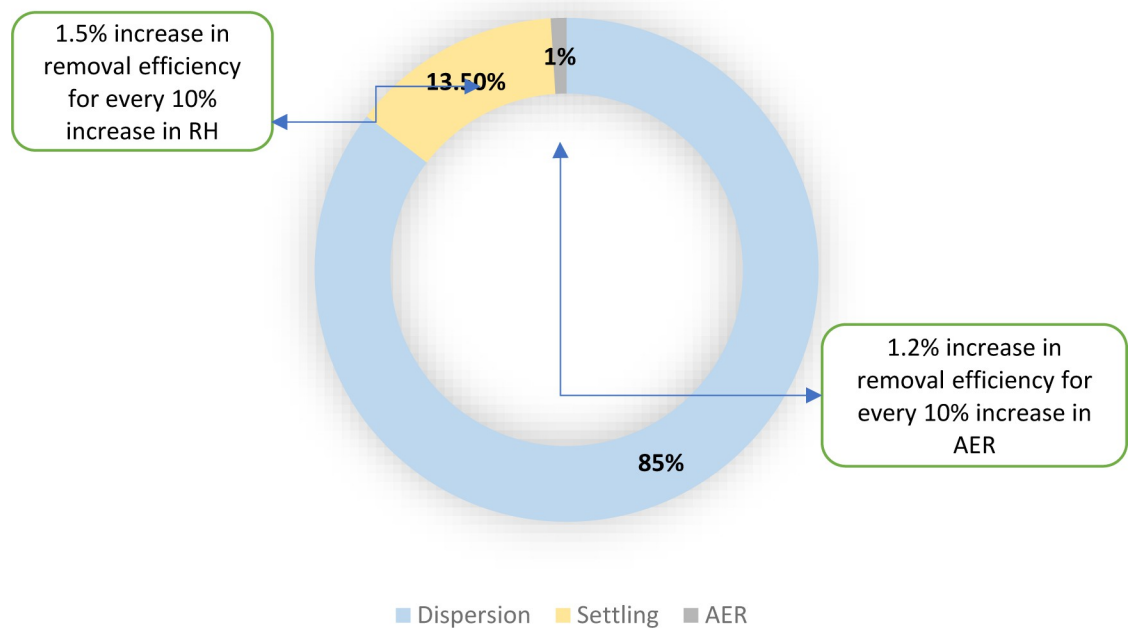 1.5% increase in
removal efficiency
for every 10%
increase in RH
1%
13.50%
1.2% increase in
removal efficiency for
every 10% increase in
AER
85%
Dispersion Settling AER